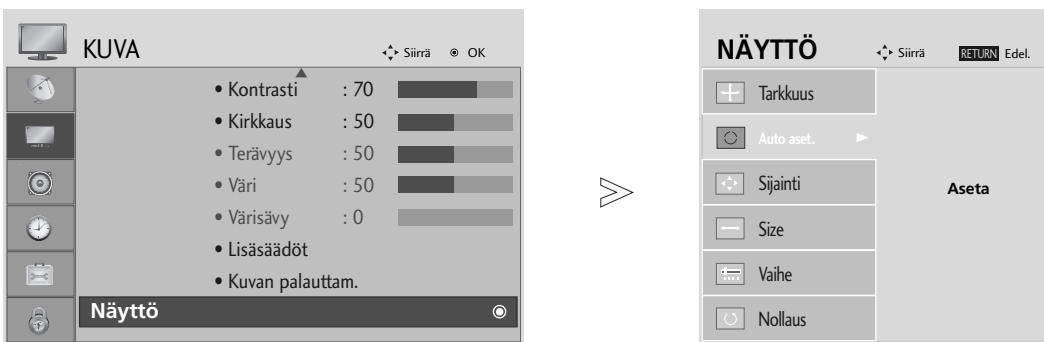 KUVA Siirrä OK
• Kontrasti : 70
• Kirkkaus : 50
• Terävyys : 50
• Väri : 50
• Värisävy : 0
• Lisäsäädöt
• Kuvan palauttam.
Näyttö
NÄYTTÖ Siirrä RETURN Edel.
Tarkkuus
Auto aset.
Sijainti
Size
Vaihe
Nollaus
Aseta